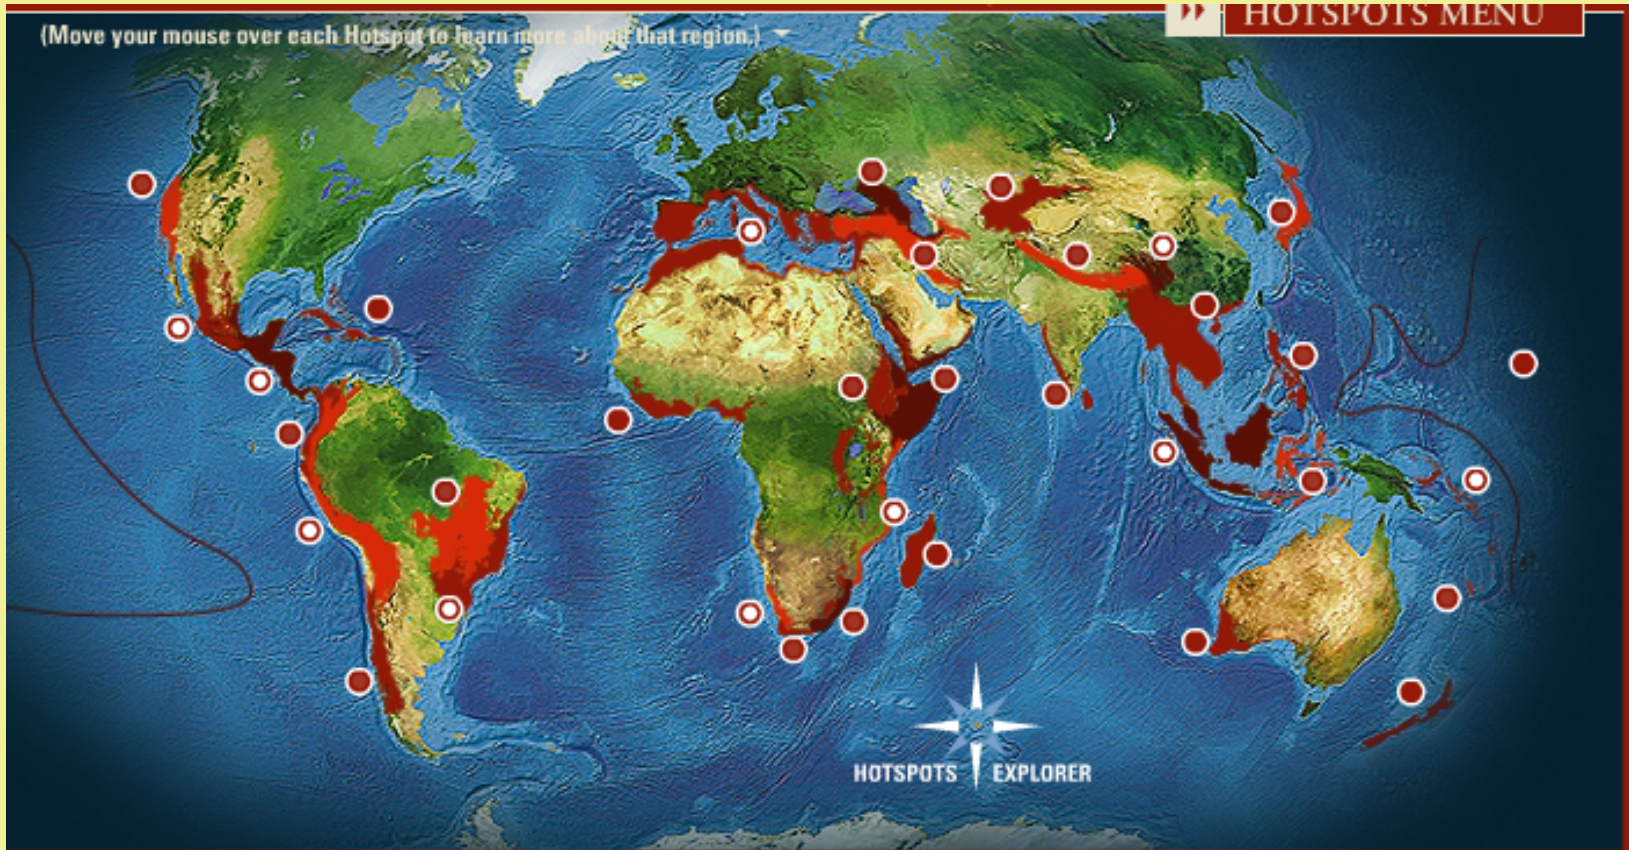 HOTSPOTS MENU
(Move your mouse over each Hotspot to learn more about that region.)
HOTSPOTS EXPLORER